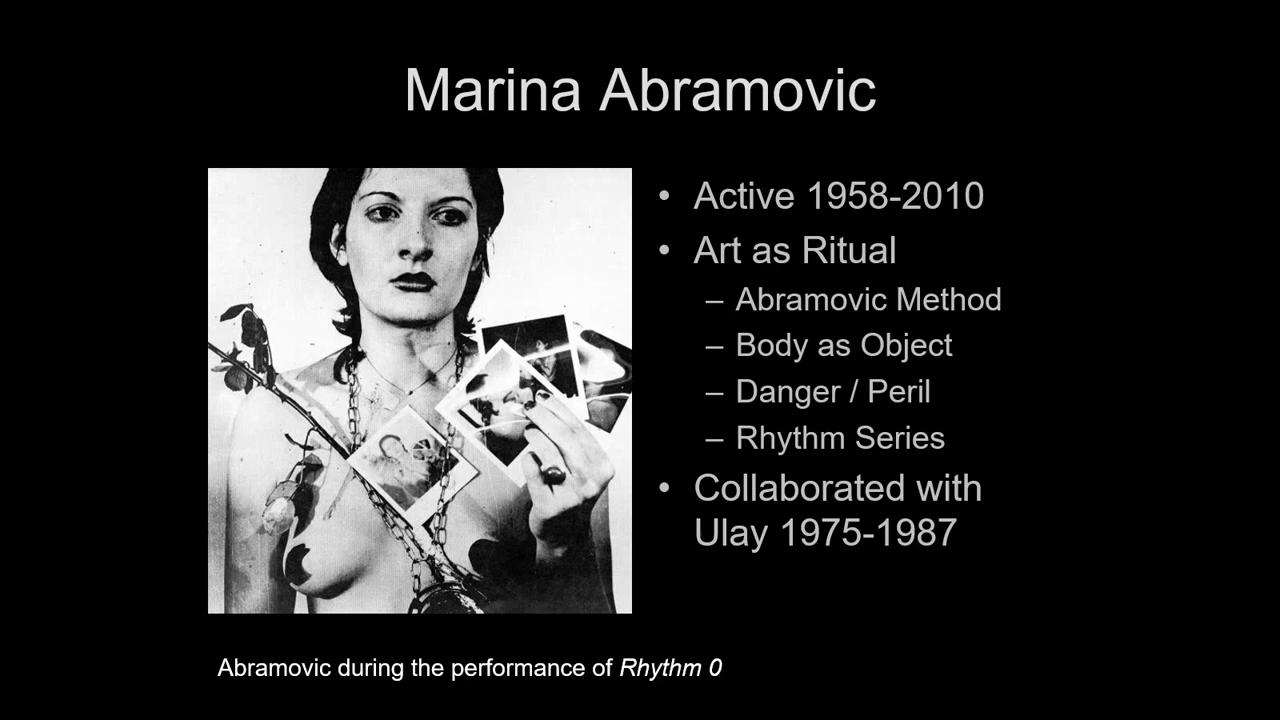 Marina Abramovic
• Active 1958-2010
• Art as Ritual
– Abramovic Method
– Body as Object
– Danger / Peril
– Rhythm Series
• Collaborated with
Ulay 1975-1987
Abramovic during the performance of Rhythm 0